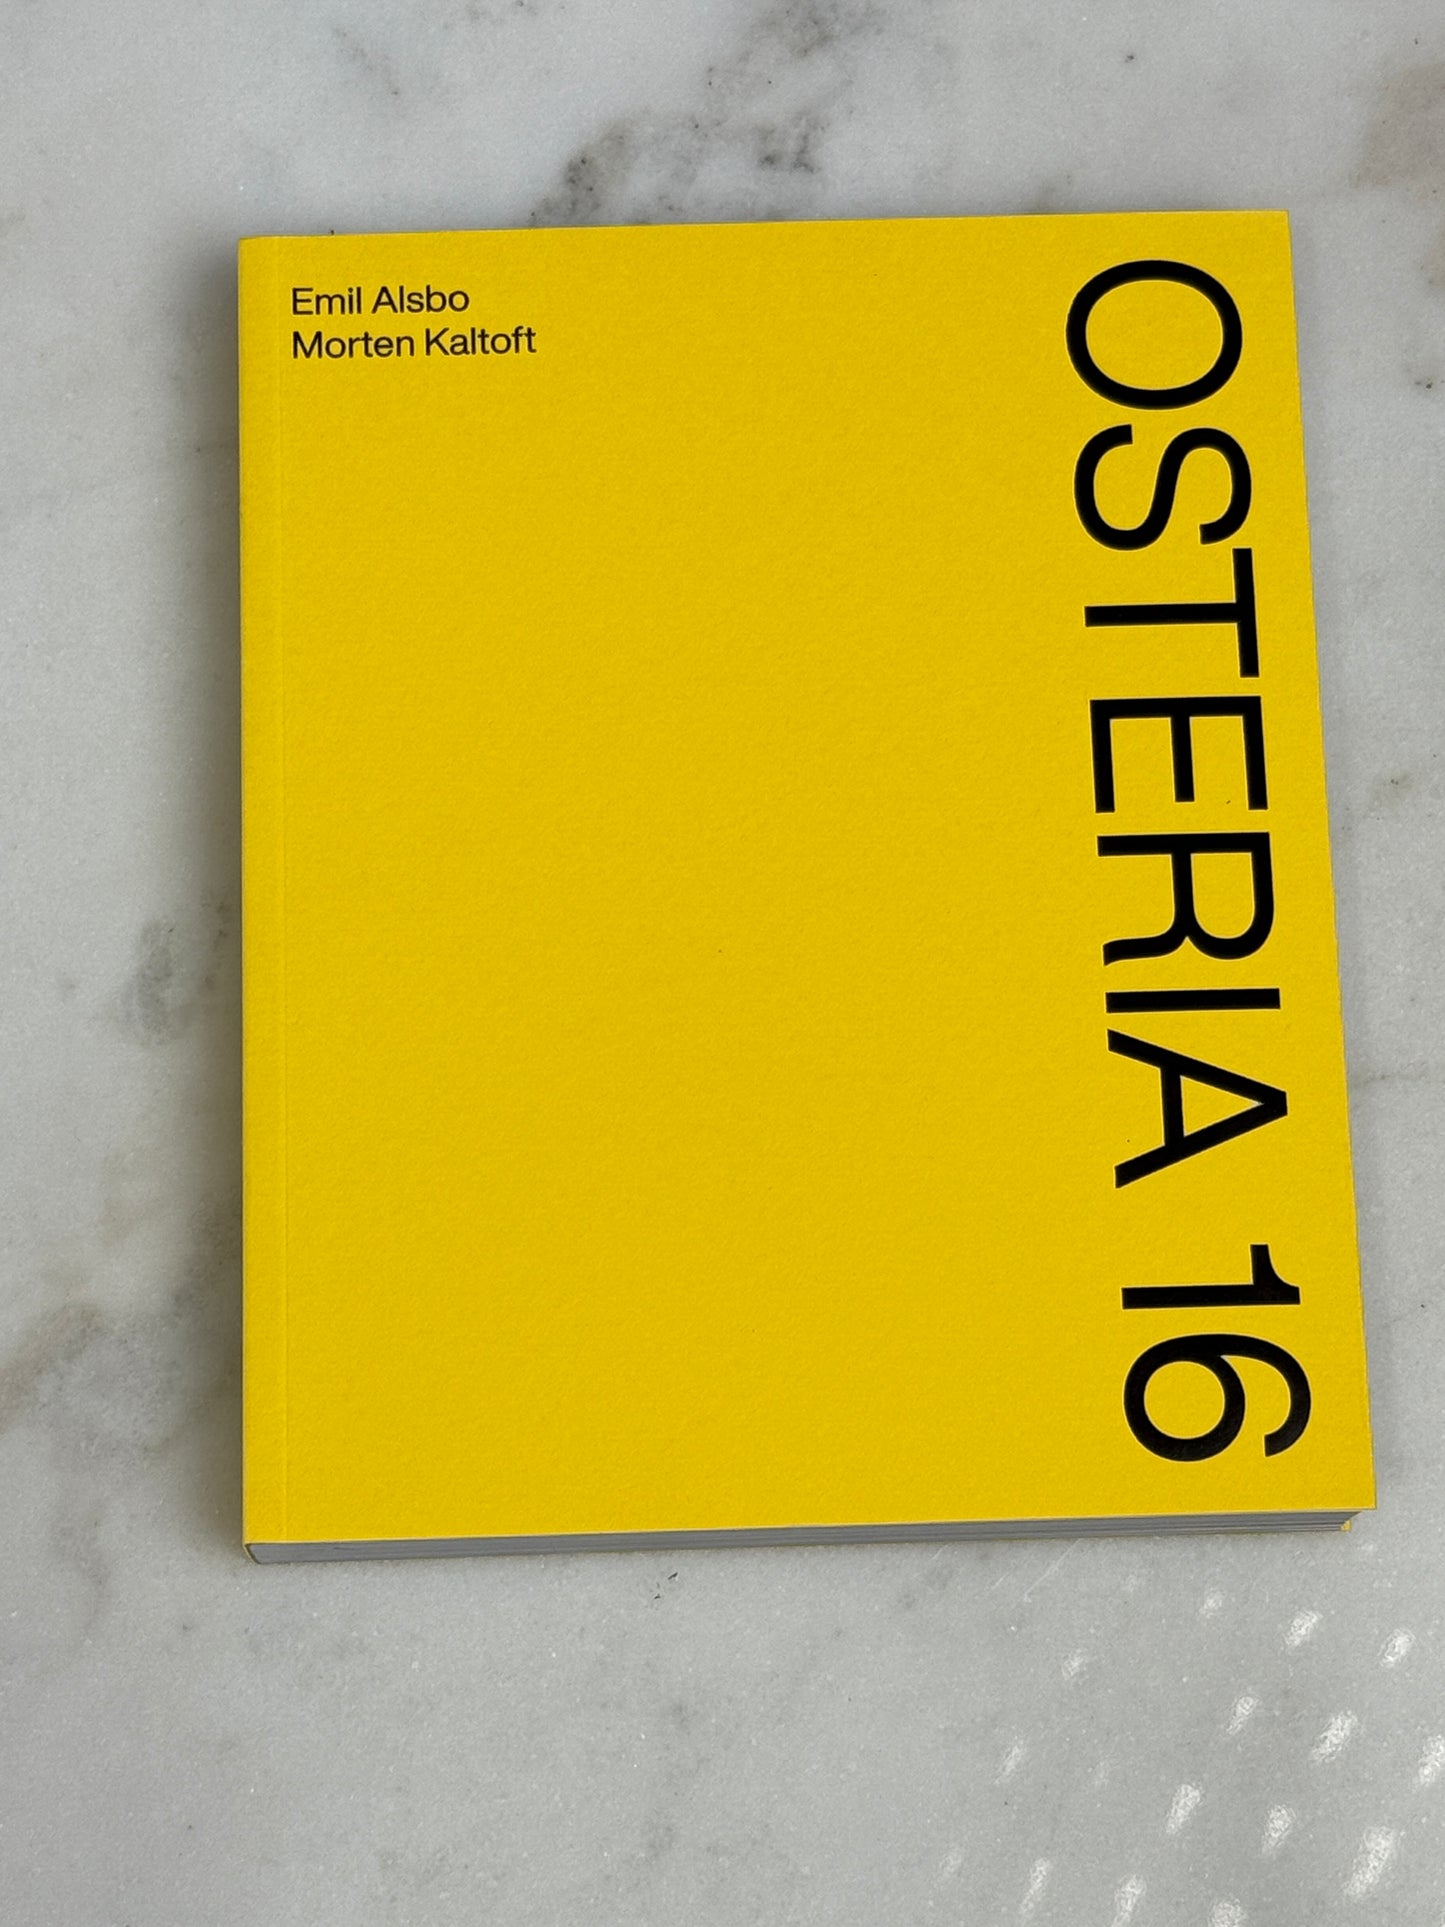 Emil Alsbo
Morten Kaltoft
OSTERIA 16